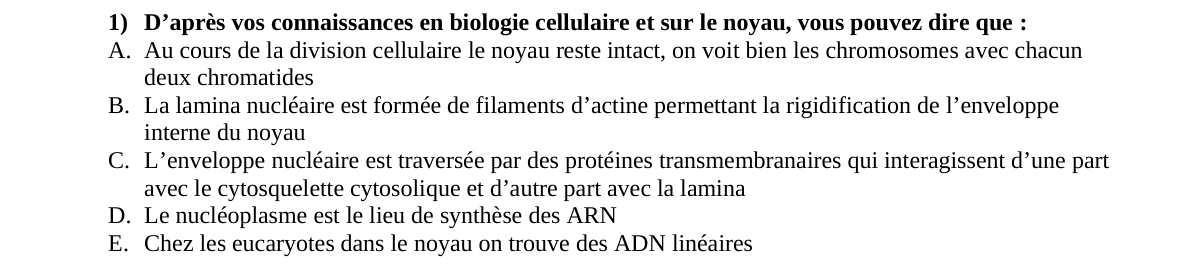 1) D’après vos connaissances en biologie cellulaire et sur le noyau, vous pouvez dire que :
A. Au cours de la division cellulaire le noyau reste intact, on voit bien les chromosomes avec chacun
deux chromatides
B. La lamina nucléaire est formée de filaments d’actine permettant la rigidification de l’enveloppe
interne du noyau
C. L’enveloppe nucléaire est traversée par des protéines transmembranaires qui interagissent d’une part
avec le cytosquelette cytosolique et d’autre part avec la lamina
D. Le nucléoplasme est le lieu de synthèse des ARN
E. Chez les eucaryotes dans le noyau on trouve des ADN linéaires